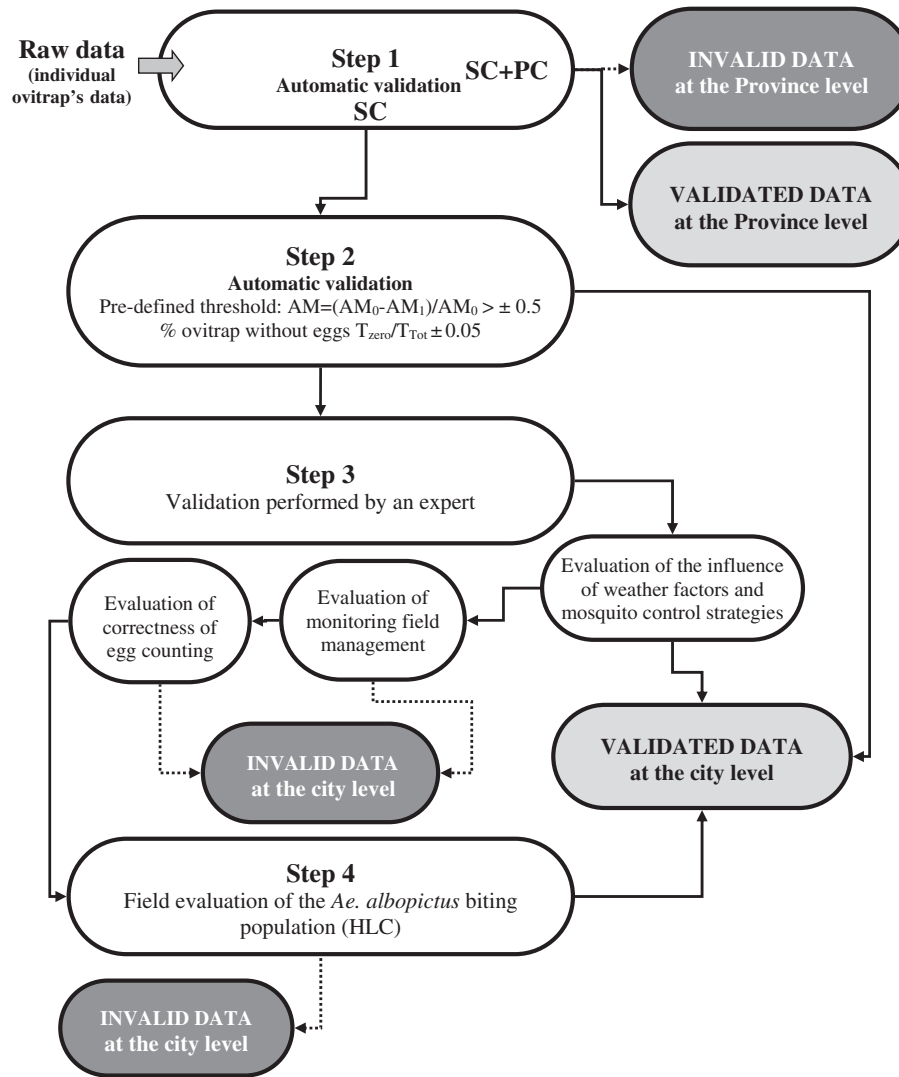 Raw data
(individual
ovitrap's data)
Step 1
Automatic validation
SC
SC+PC
INVALID DATA
at the Province level
VALIDATED DATA
at the Province level
Step 2
Automatic validation
Pre-defined threshold: AM=(AM₀-AM₁)/AM₀ > ± 0.5
% ovitrap without eggs T_zero/T_Tot ± 0.05
Step 3
Validation performed by an expert
Evaluation of the influence
of weather factors and
mosquito control strategies
Evaluation of
monitoring field
management
Evaluation of
correctness of
egg counting
INVALID DATA
at the city level
VALIDATED DATA
at the city level
Step 4
Field evaluation of the Ae. albopictus biting
population (HLC)
INVALID DATA
at the city level